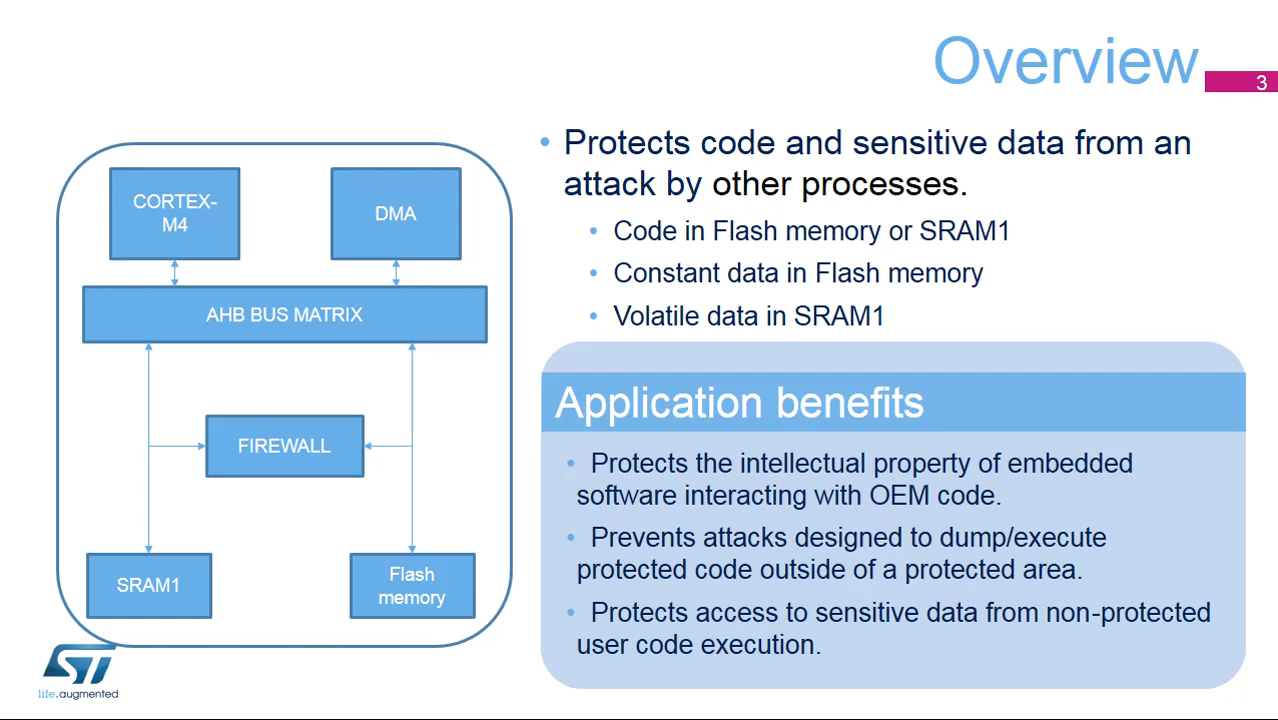 Overview
3
• Protects code and sensitive data from an
attack by other processes.
• Code in Flash memory or SRAM1
• Constant data in Flash memory
• Volatile data in SRAM1
CORTEX-
M4
DMA
AHB BUS MATRIX
FIREWALL
SRAM1
Flash
memory
Application benefits
• Protects the intellectual property of embedded
software interacting with OEM code.
• Prevents attacks designed to dump/execute
protected code outside of a protected area.
• Protects access to sensitive data from non-protected
user code execution.
ST
life.augmented